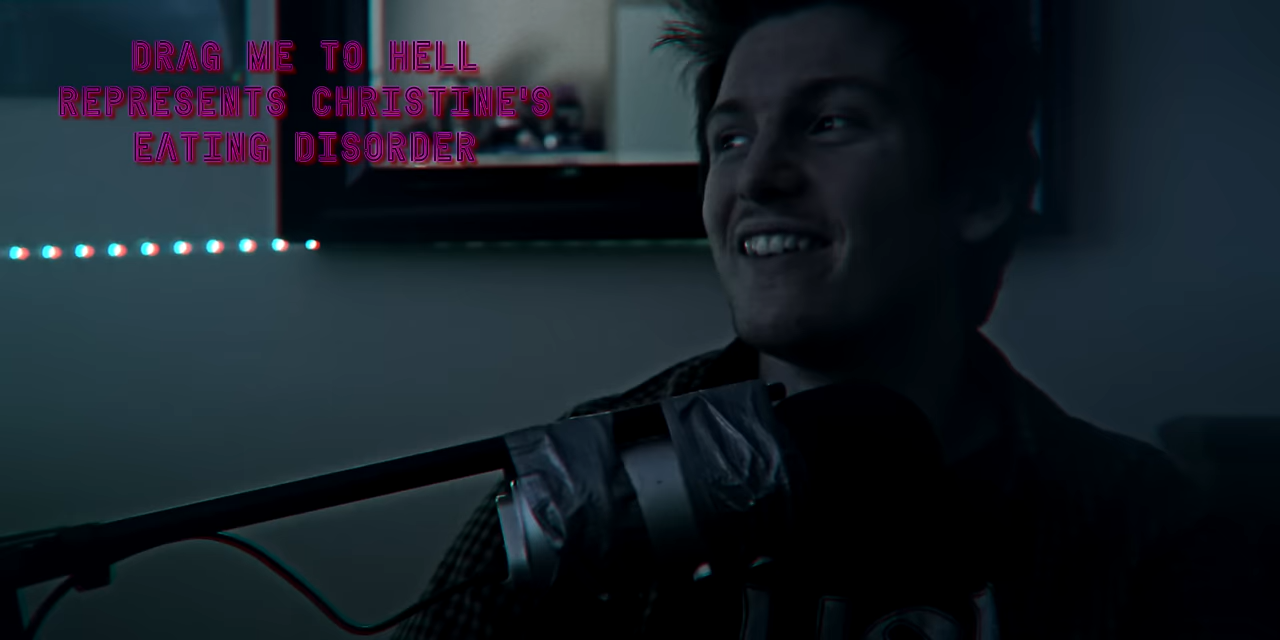 DRAG ME TO HELL
REPRESENTS CHRISTINE'S
EATING DISORDER